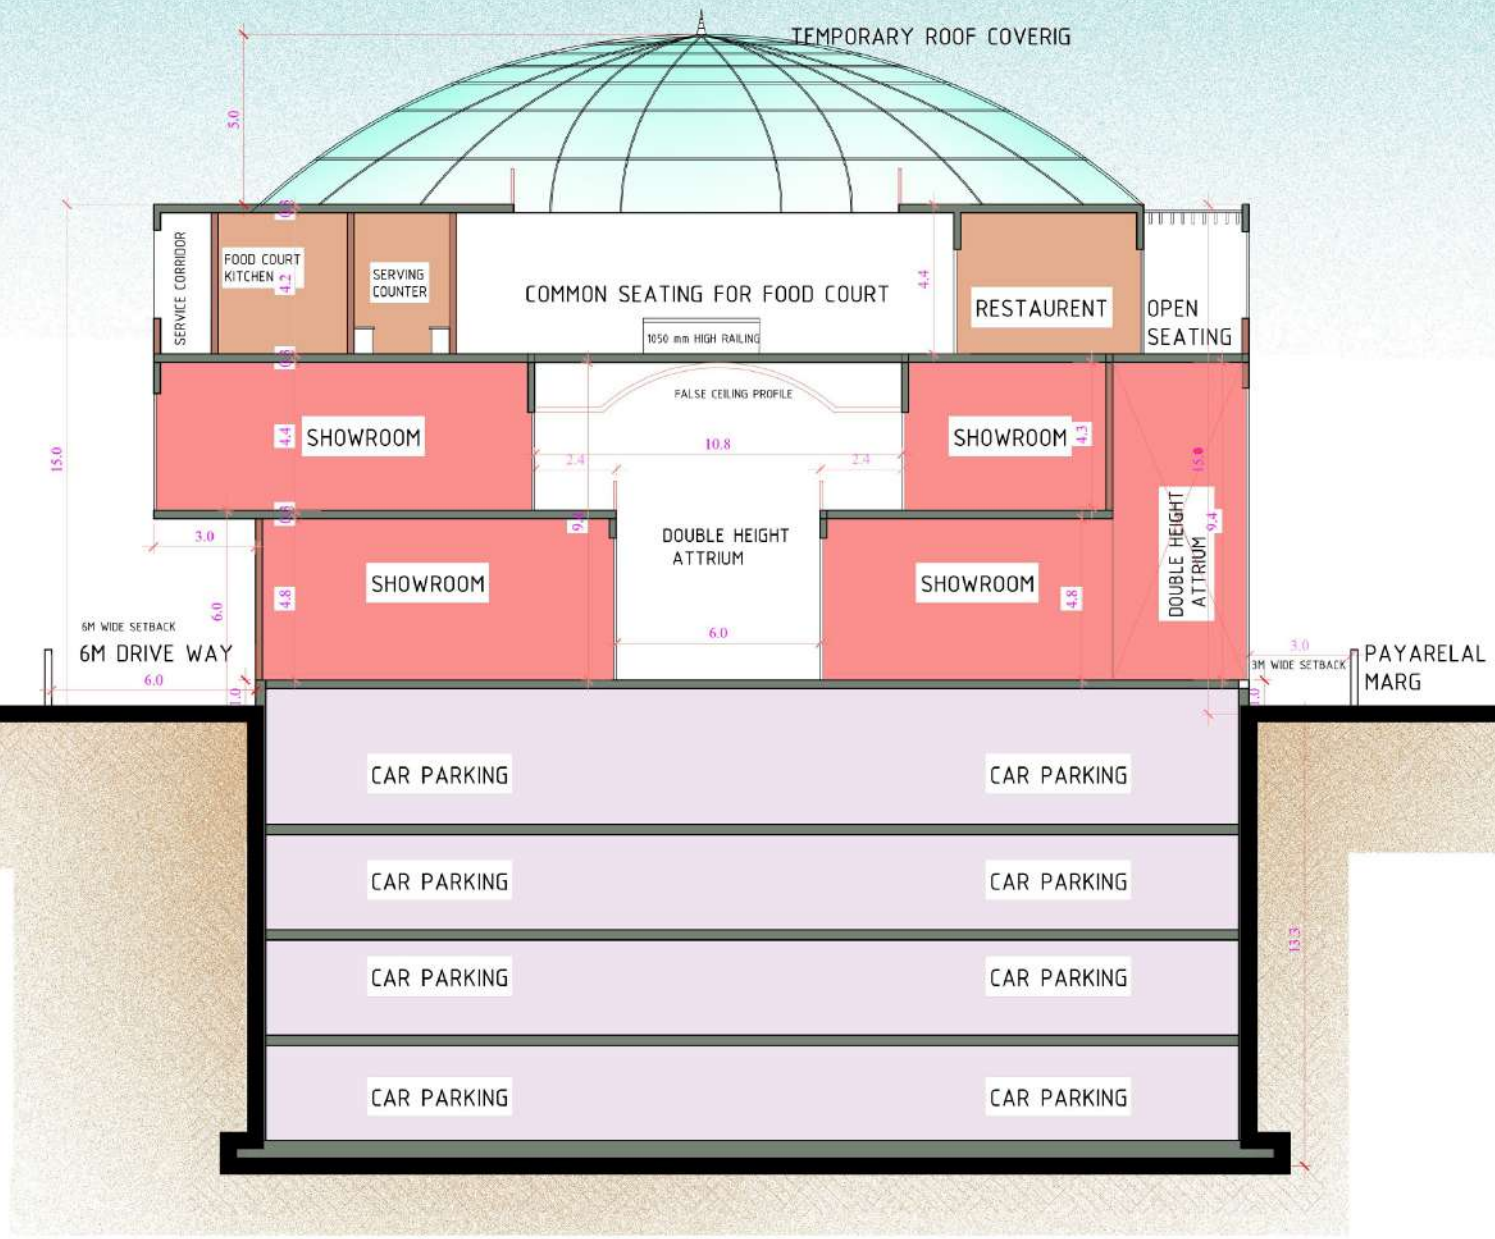 TEMPORARY ROOF COVERIG
5.0
SERVICE CORRIDOR
FOOD COURT
KITCHEN
4.2
SERVING
COUNTER
COMMON SEATING FOR FOOD COURT
1050 mm HIGH RAILING
4.4
RESTAURENT
OPEN
SEATING
15.0
SHOWROOM
4.4
FALSE CEILING PROFILE
10.8
2.4
2.4
SHOWROOM
4.3
15.0
3.0
SHOWROOM
4.8
6.0
DOUBLE HEIGHT
ATTRIUM
6.0
SHOWROOM
4.8
DOUBLE HEIGHT
ATTRIUM
9.4
6M WIDE SETBACK
6M DRIVE WAY
6.0
1.0
3.0
3M WIDE SETBACK
PAYARELAL
MARG
1.0
CAR PARKING
CAR PARKING
CAR PARKING
CAR PARKING
13.3
CAR PARKING
CAR PARKING
CAR PARKING
CAR PARKING